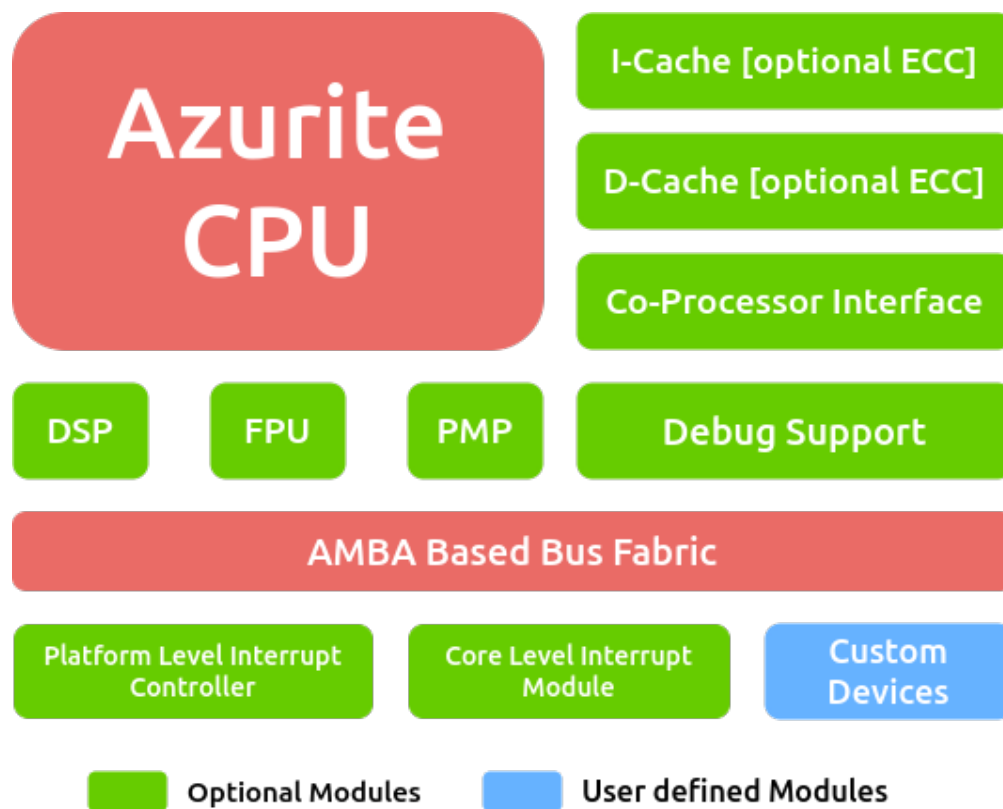 Azurite
CPU
I-Cache [optional ECC]
D-Cache [optional ECC]
Co-Processor Interface
DSP
FPU
PMP
Debug Support
AMBA Based Bus Fabric
Platform Level Interrupt
Controller
Core Level Interrupt
Module
Custom
Devices
Optional Modules
User defined Modules